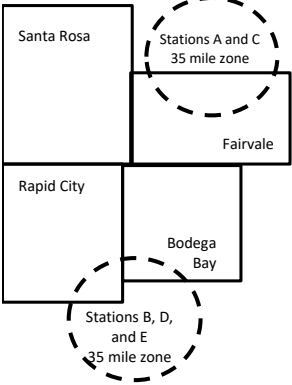 Santa Rosa
Stations A and C
35 mile zone
Fairvale
Rapid City
Bodega
Bay
Stations B, D,
and E
35 mile zone